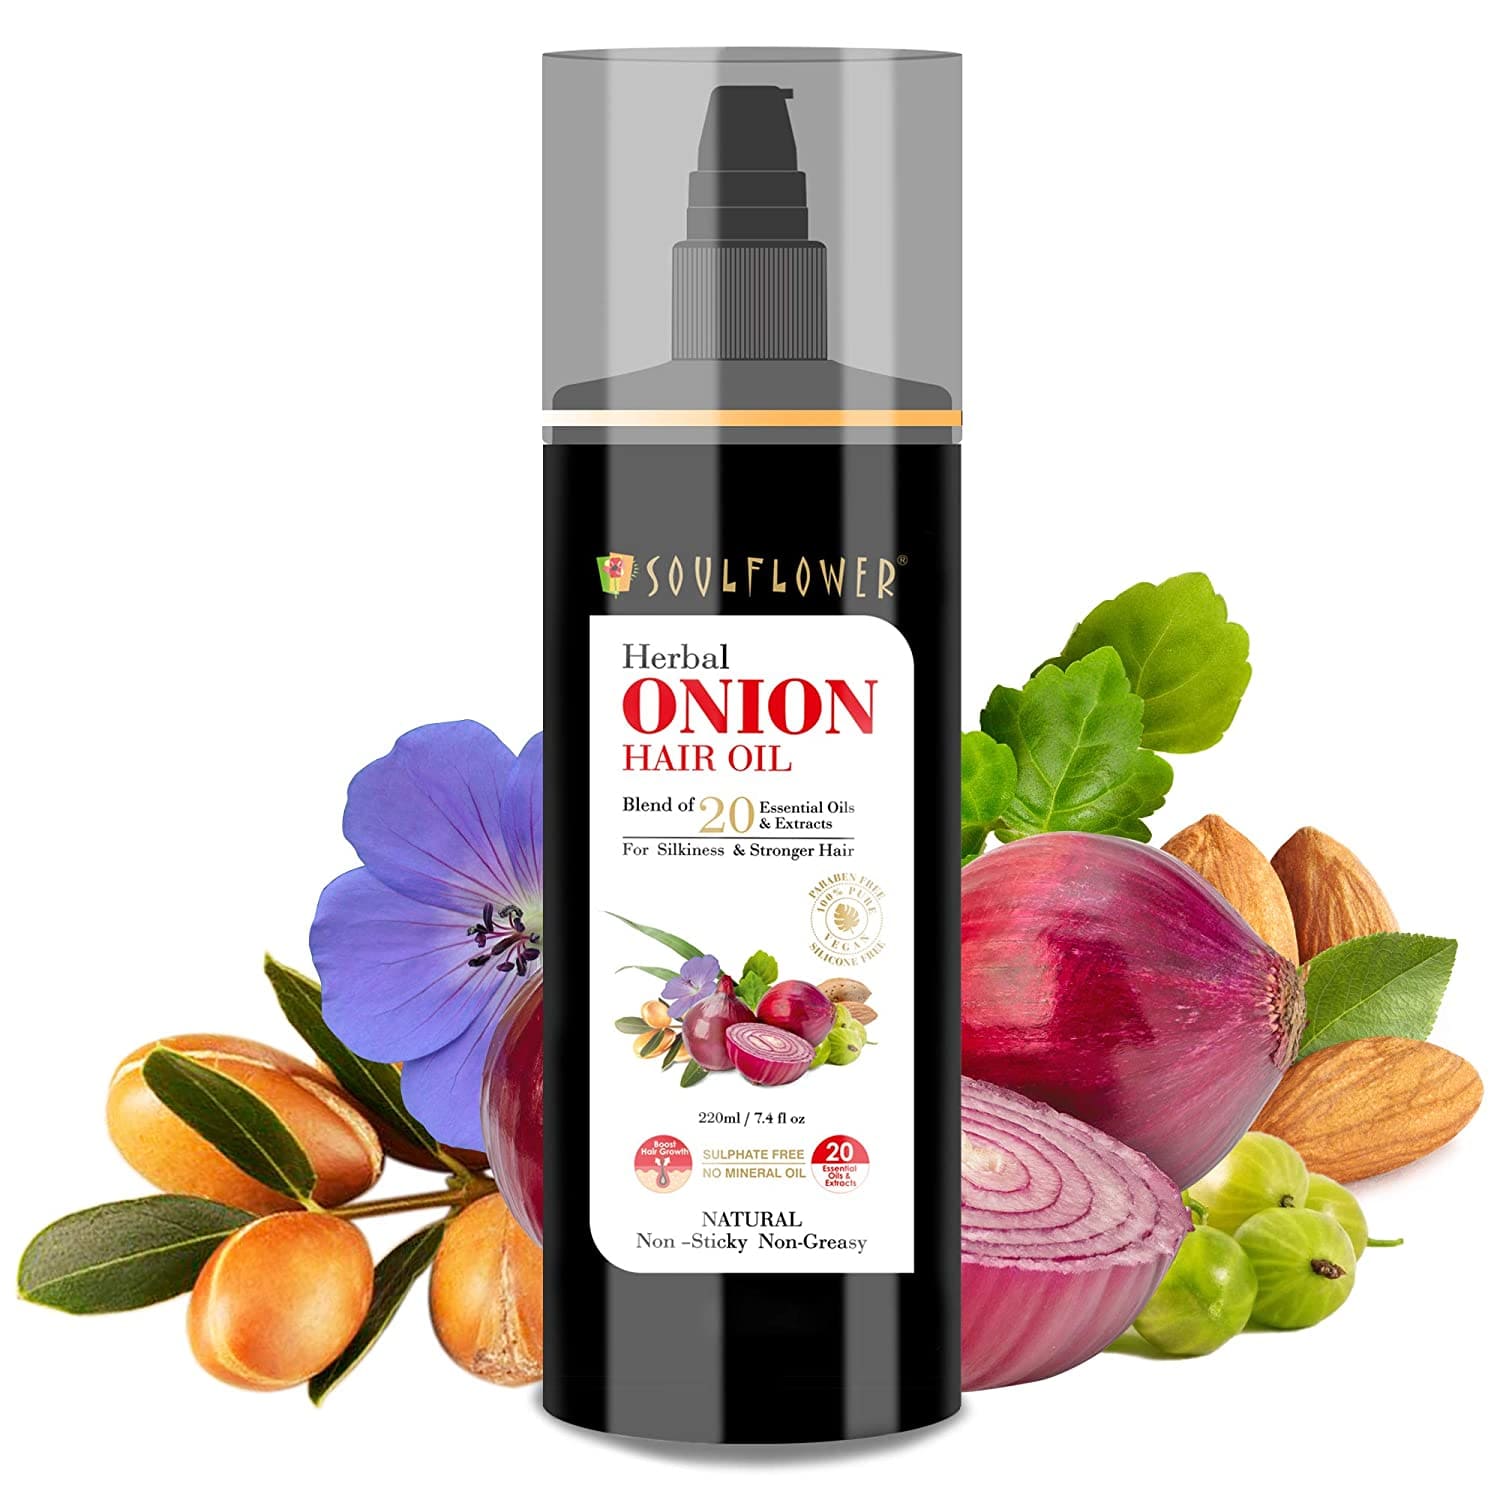 SOULFLOWER®
Herbal
ONION
HAIR OIL
Blend of 20 Essential Oils
& Extracts
For Silkiness & Stronger Hair
PARABEN FREE
100% PURE
VEGAN
SILICONE FREE
220ml / 7.4 fl oz
Boost
Hair Growth
SULPHATE FREE
NO MINERAL OIL
20
Essential
Oils &
Extracts
NATURAL
Non –Sticky Non-Greasy